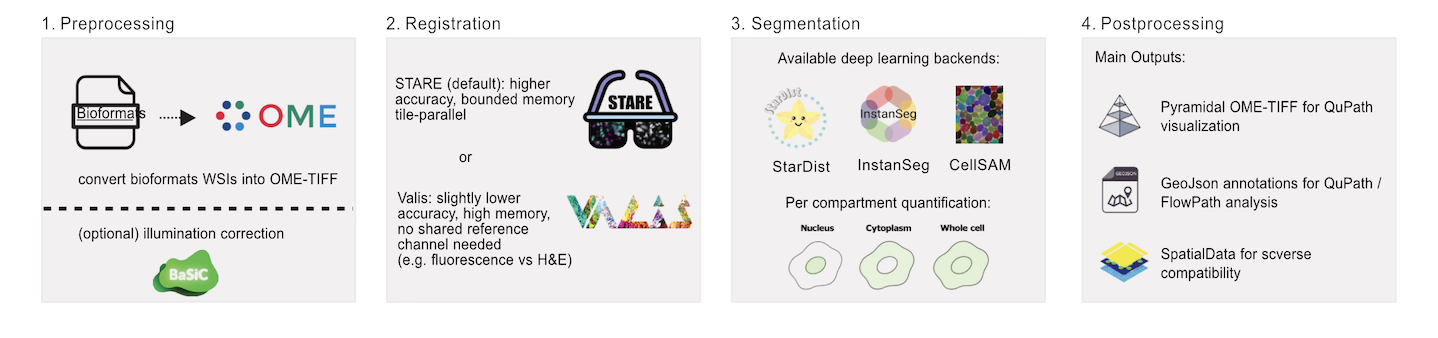 1. Preprocessing
Bioformats
OME
convert bioformats WSIs into OME-TIFF
(optional) illumination correction
BaSiC
2. Registration
STARE (default): higher
accuracy, bounded memory
tile-parallel
STARE
or
Valis: slightly lower
accuracy, high memory,
no shared reference
channel needed
(e.g. fluorescence vs H&E)
VALIS
3. Segmentation
Available deep learning backends:
StarDist
InstanSeg
StarDist
InstanSeg
CellSAM
Per compartment quantification:
Nucleus
Cytoplasm
Whole cell
4. Postprocessing
Main Outputs:
Pyramidal OME-TIFF for QuPath
visualization
GEOJSON
GeoJson annotations for QuPath /
FlowPath analysis
SpatialData for scverse
compatibility